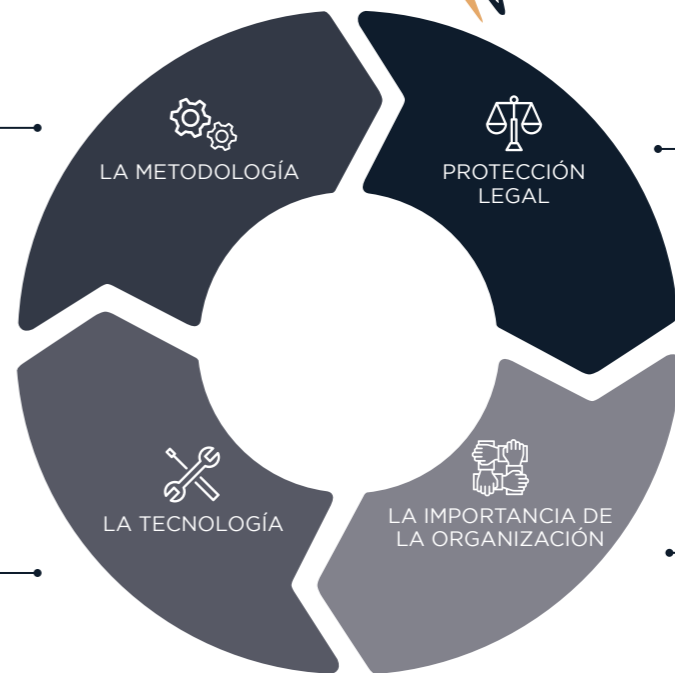 LA METODOLOGÍA
PROTECCIÓN
LEGAL
LA TECNOLOGÍA
LA IMPORTANCIA DE
LA ORGANIZACIÓN